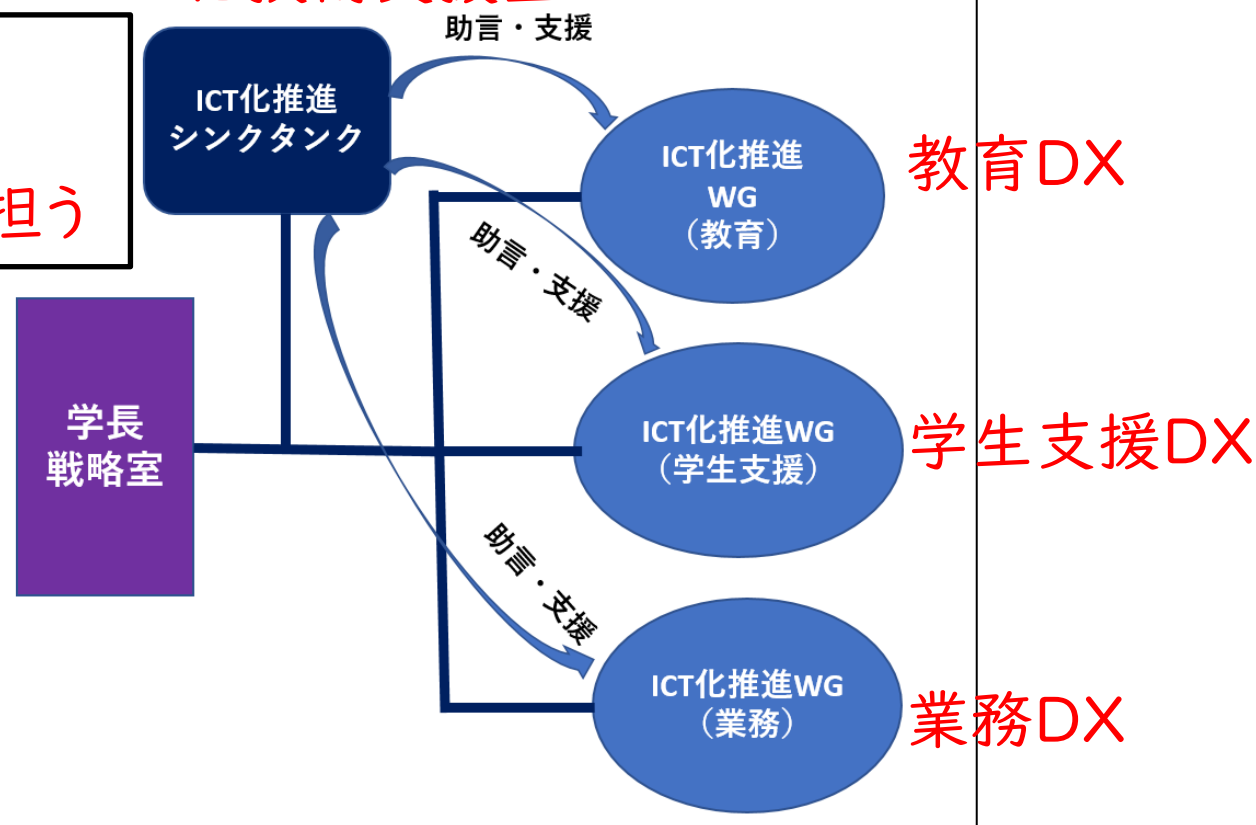 助言・支援
ICT化推進
シンクタンク
ICT化推進
WG
（教育）
教育DX
担う
助言・支援
学長
戦略室
ICT化推進WG
（学生支援）
学生支援DX
助言・支援
ICT化推進WG
（業務）
業務DX